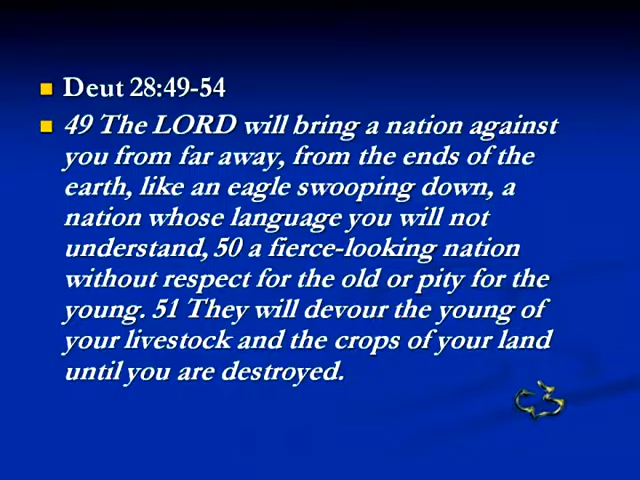 Deut 28:49-54
49 The LORD will bring a nation against
you from far away, from the ends of the
earth, like an eagle swooping down, a
nation whose language you will not
understand, 50 a fierce-looking nation
without respect for the old or pity for the
young. 51 They will devour the young of
your livestock and the crops of your land
until you are destroyed.